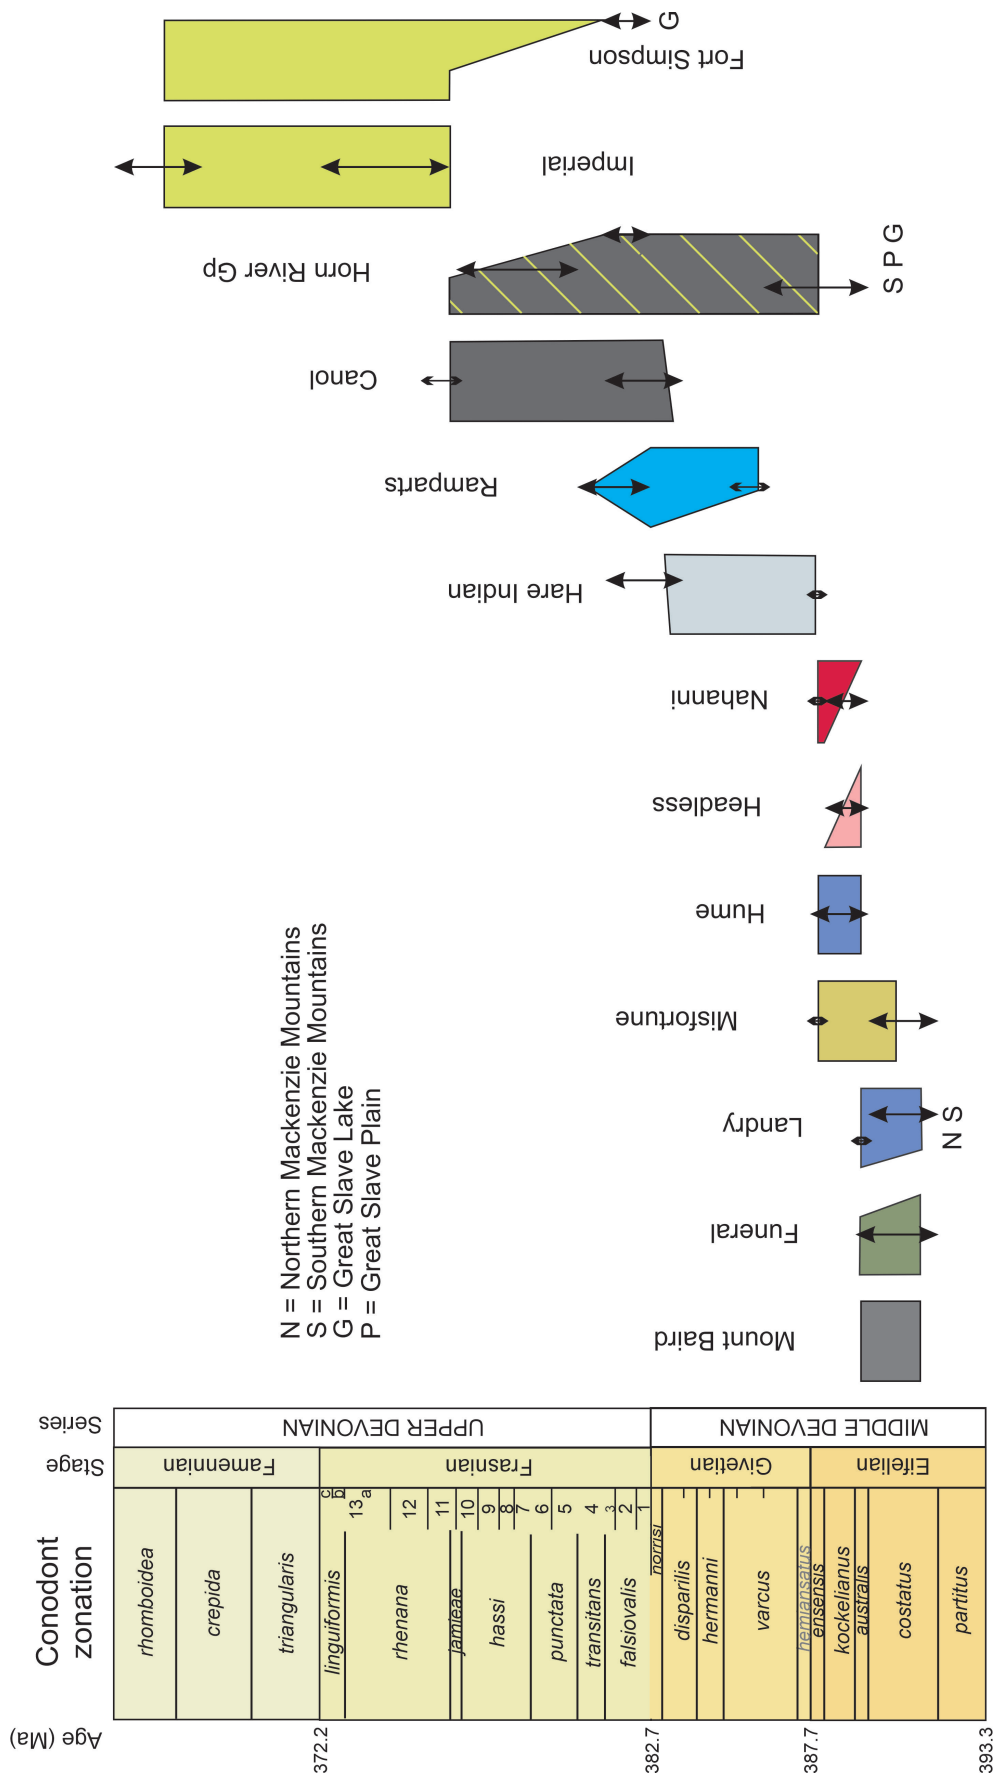 G
Fort Simpson
Imperial
Horn River Gp
S P G
Canol
Ramparts
Hare Indian
Nahanni
Headless
Hume
Misfortune
Landry
N S
Funeral
Mount Baird
N = Northern Mackenzie Mountains
S = Southern Mackenzie Mountains
G = Great Slave Lake
P = Great Slave Plain
Series
UPPER DEVONIAN
MIDDLE DEVONIAN
Stage
Famennian
Frasnian
Givetian
Eifelian
Conodont
zonation
c
b
13
a
12
11
10
9
8
7
6
5
4
3
2
1
rhomboidea
crepida
triangularis
linguiformis
rhenana
jamieae
hassi
punctata
transitans
falsiovalis
norrisi
disparilis
hermanni
varcus
hemiansatus
ensensis
kockelianus
australis
costatus
partitus
Age (Ma)
372.2
382.7
387.7
393.3